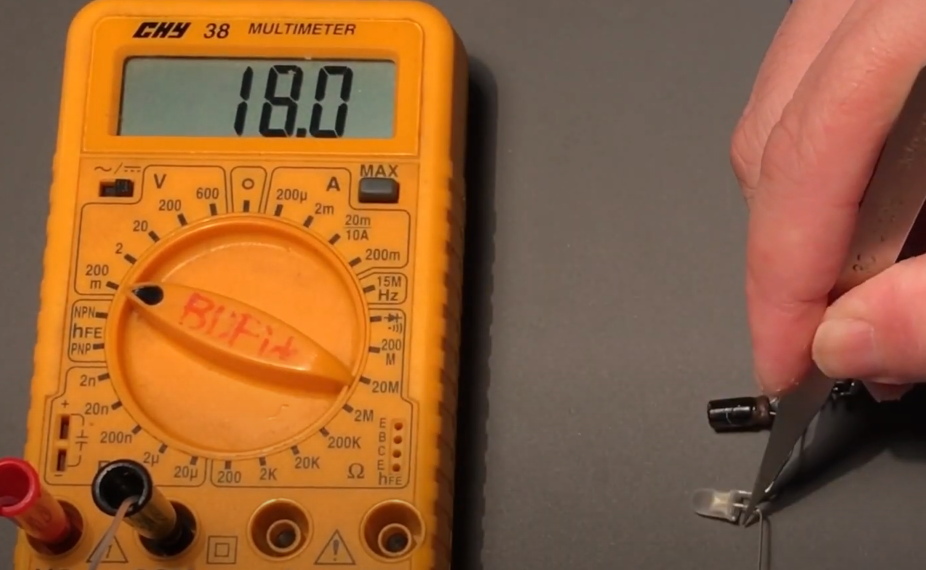 CHY 38 MULTIMETER
18.0
V
A
MAX
200
600
200µ
2m
20m
10A
200m
20
2
200
m
15M
Hz
NPN
hFE
PNP
200
M
20M
2M
200K
20K
2K
200
Ω
2n
20n
200n
2µ
20µ
E
B
C
E
hFE